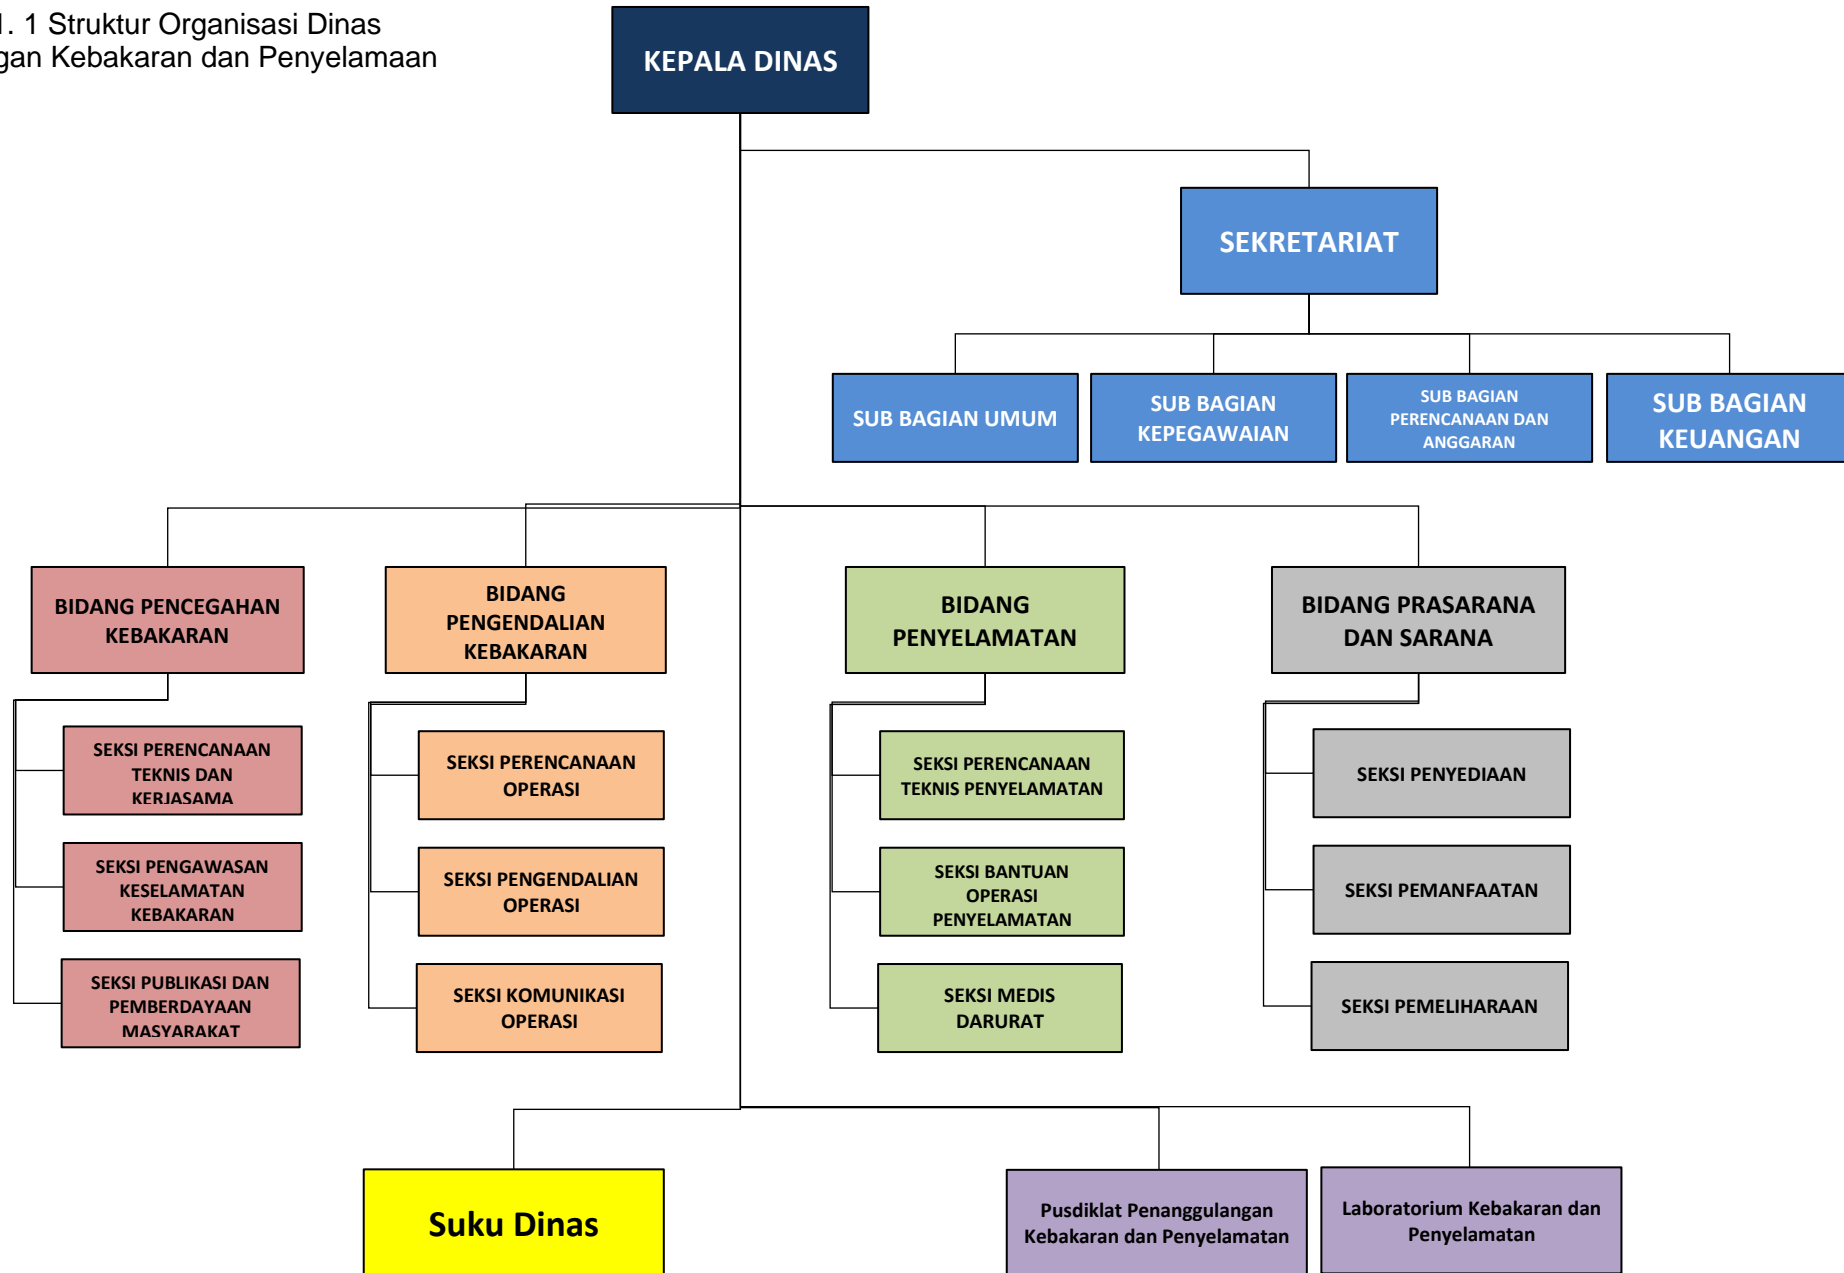 1. 1 Struktur Organisasi Dinas
gan Kebakaran dan Penyelamaan
KEPALA DINAS
SEKRETARIAT
SUB BAGIAN UMUM
SUB BAGIAN
KEPEGAWAIAN
SUB BAGIAN
PERENCANAAN DAN
ANGGARAN
SUB BAGIAN
KEUANGAN
BIDANG PENCEGAHAN
KEBAKARAN
BIDANG
PENGENDALIAN
KEBAKARAN
BIDANG
PENYELAMATAN
BIDANG PRASARANA
DAN SARANA
SEKSI PERENCANAAN
TEKNIS DAN
KERJASAMA
SEKSI PERENCANAAN
OPERASI
SEKSI PERENCANAAN
TEKNIS PENYELAMATAN
SEKSI PENYEDIAAN
SEKSI PENGAWASAN
KESELAMATAN
KEBAKARAN
SEKSI PENGENDALIAN
OPERASI
SEKSI BANTUAN
OPERASI
PENYELAMATAN
SEKSI PEMANFAATAN
SEKSI PUBLIKASI DAN
PEMBERDAYAAN
MASYARAKAT
SEKSI KOMUNIKASI
OPERASI
SEKSI MEDIS
DARURAT
SEKSI PEMELIHARAAN
Suku Dinas
Pusdiklat Penanggulangan
Kebakaran dan Penyelamatan
Laboratorium Kebakaran dan
Penyelamatan